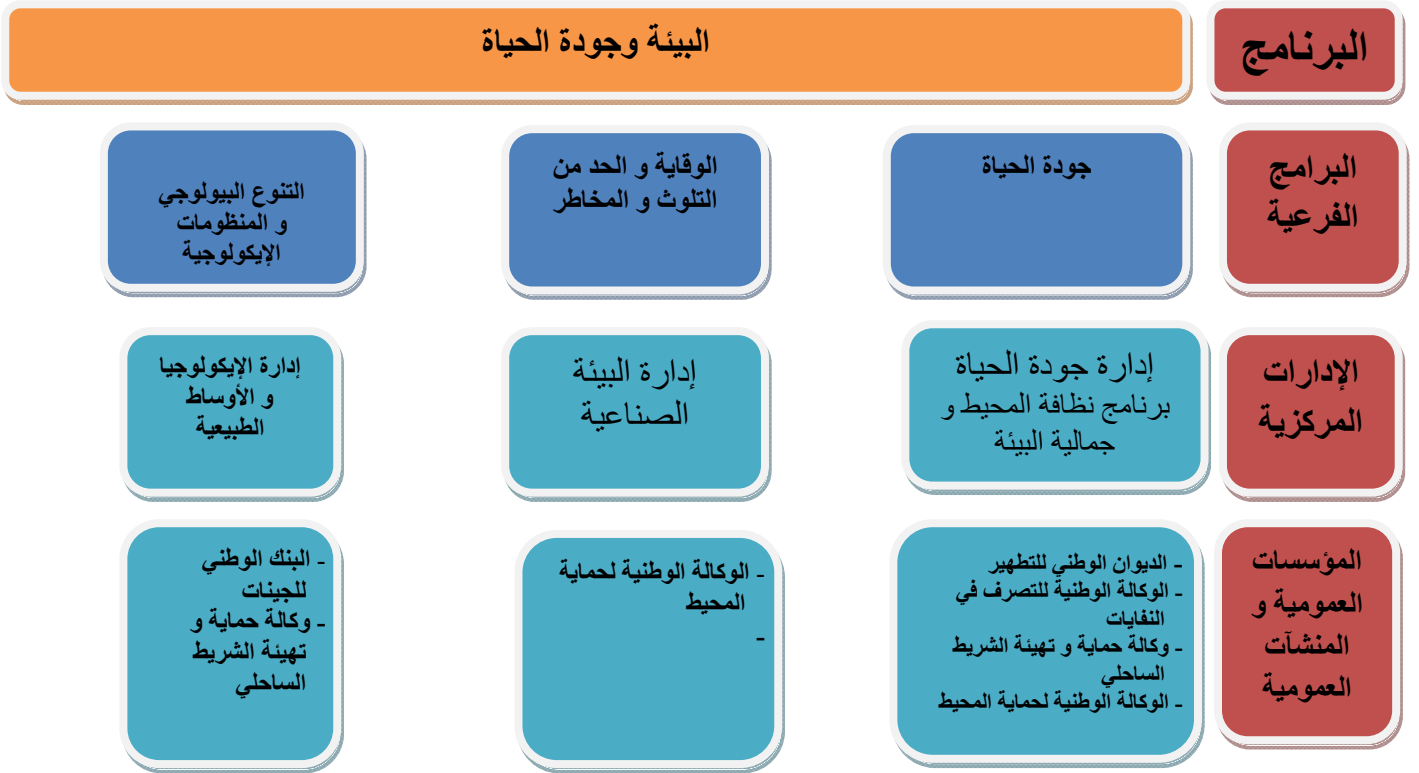 البرنامج
البيئة وجودة الحياة
البرامج
الفرعية
جودة الحياة
الوقاية و الحد من
التلوث و المخاطر
التنوع البيولوجي
و المنظومات
الإيكولوجية
الإدارات
المركزية
إدارة جودة الحياة
برنامج نظافة المحيط و
جمالية البيئة
إدارة البيئة
الصناعية
إدارة الإيكولوجيا
و الأوساط
الطبيعية
المؤسسات
العمومية و
المنشآت
العمومية
- الديوان الوطني للتطهير
- الوكالة الوطنية للتصرف في
النفايات
- وكالة حماية و تهيئة الشريط
الساحلي
- الوكالة الوطنية لحماية المحيط
- الوكالة الوطنية لحماية
المحيط
-
- البنك الوطني
للجينات
- وكالة حماية و
تهيئة الشريط
الساحلي